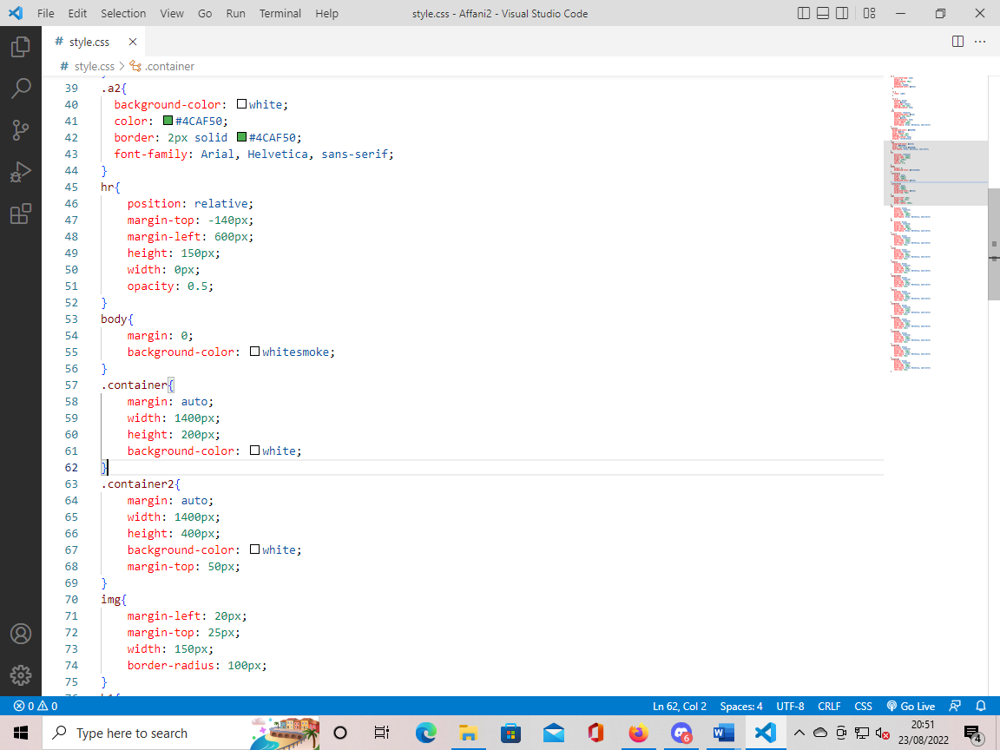 File Edit Selection View Go Run Terminal Help style.css - Affani2 - Visual Studio Code
# style.css
# style.css > .container
39 .a2{
40 background-color: white;
41 color: #4CAF50;
42 border: 2px solid #4CAF50;
43 font-family: Arial, Helvetica, sans-serif;
44 }
45 hr{
46 position: relative;
47 margin-top: -140px;
48 margin-left: 600px;
49 height: 150px;
50 width: 0px;
51 opacity: 0.5;
52 }
53 body{
54 margin: 0;
55 background-color: whitesmoke;
56 }
57 .container{
58 margin: auto;
59 width: 1400px;
60 height: 200px;
61 background-color: white;
62 }
63 .container2{
64 margin: auto;
65 width: 1400px;
66 height: 400px;
67 background-color: white;
68 margin-top: 50px;
69 }
70 img{
71 margin-left: 20px;
72 margin-top: 25px;
73 width: 150px;
74 border-radius: 100px;
75 }
0 0 Ln 62, Col 2 Spaces: 4 UTF-8 CRLF CSS Go Live
Type here to search
6
20:51
23/08/2022
4